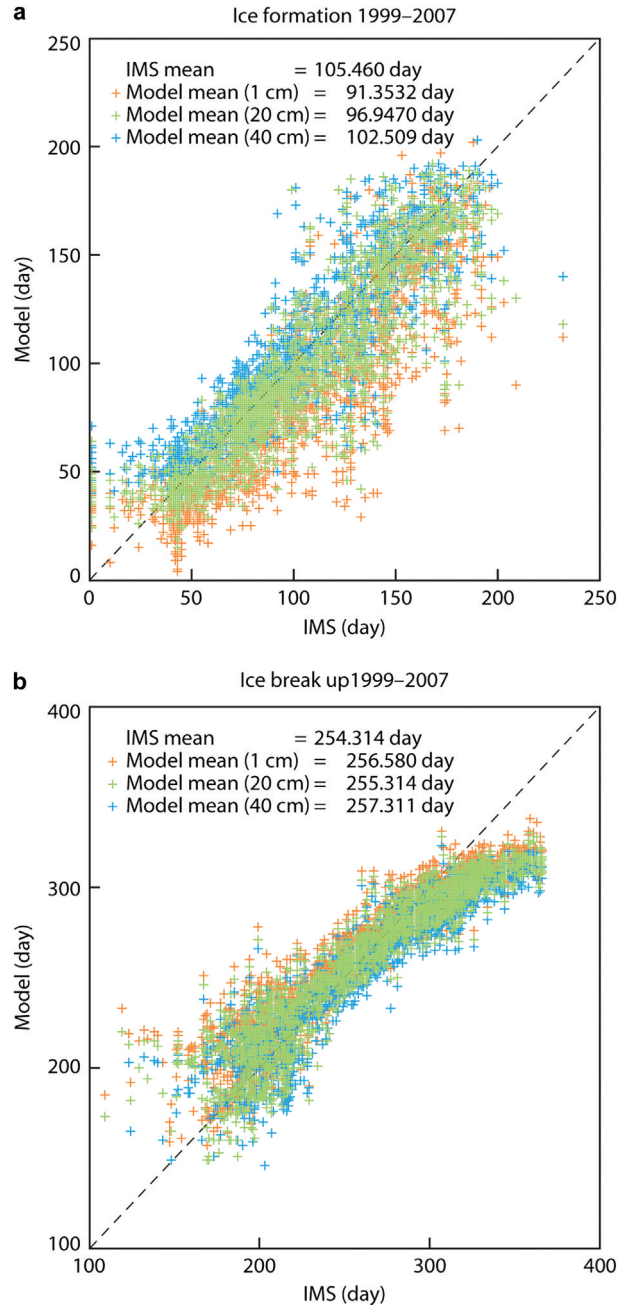 a
Ice formation 1999–2007
250
IMS mean = 105.460 day
+ Model mean (1 cm) = 91.3532 day
+ Model mean (20 cm) = 96.9470 day
+ Model mean (40 cm) = 102.509 day
200
150
Model (day)
100
50
0
0 50 100 150 200 250
IMS (day)
b
Ice break up1999–2007
400
IMS mean = 254.314 day
+ Model mean (1 cm) = 256.580 day
+ Model mean (20 cm) = 255.314 day
+ Model mean (40 cm) = 257.311 day
300
Model (day)
200
100
100 200 300 400
IMS (day)